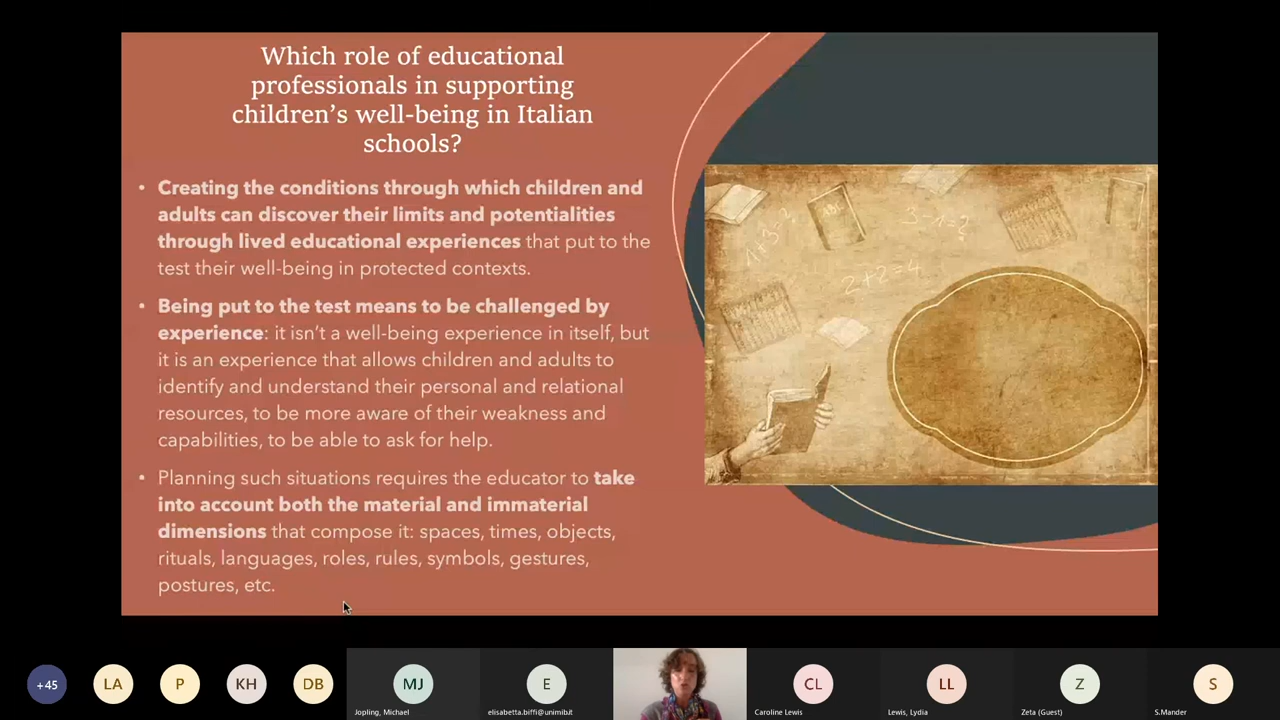 Which role of educational
professionals in supporting
children's well-being in Italian
schools?
• Creating the conditions through which children and
adults can discover their limits and potentialities
through lived educational experiences that put to the
test their well-being in protected contexts.
• Being put to the test means to be challenged by
experience: it isn't a well-being experience in itself, but
it is an experience that allows children and adults to
identify and understand their personal and relational
resources, to be more aware of their weakness and
capabilities, to be able to ask for help.
• Planning such situations requires the educator to take
into account both the material and immaterial
dimensions that compose it: spaces, times, objects,
rituals, languages, roles, rules, symbols, gestures,
postures, etc.
ABC
1+3=?
3-1=?
2+2=4
+45
LA
P
KH
DB
MJ
E
CL
LL
Z
S
Jopling, Michael
elisabetta.biffi@unimib.it
Caroline Lewis
Lewis, Lydia
Zeta (Guest)
S.Mander